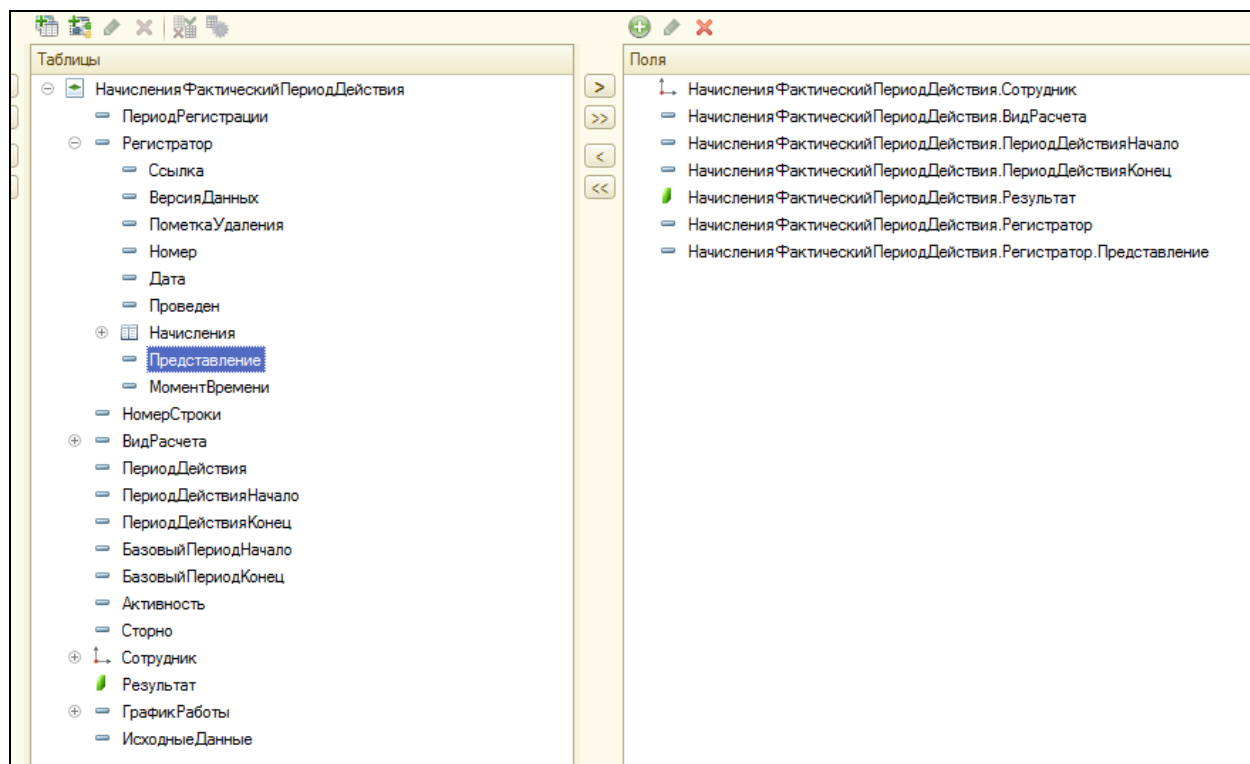 Таблицы
НачисленияФактическийПериодДействия
ПериодРегистрации
Регистратор
Ссылка
ВерсияДанных
ПометкаУдаления
Номер
Дата
Проведен
Начисления
Представление
МоментВремени
НомерСтроки
ВидРасчета
ПериодДействия
ПериодДействияНачало
ПериодДействияКонец
БазовыйПериодНачало
БазовыйПериодКонец
Активность
Сторно
Сотрудник
Результат
ГрафикРаботы
ИсходныеДанные
>
>>
<
<<
Поля
НачисленияФактическийПериодДействия.Сотрудник
НачисленияФактическийПериодДействия.ВидРасчета
НачисленияФактическийПериодДействия.ПериодДействияНачало
НачисленияФактическийПериодДействия.ПериодДействияКонец
НачисленияФактическийПериодДействия.Результат
НачисленияФактическийПериодДействия.Регистратор
НачисленияФактическийПериодДействия.Регистратор.Представление